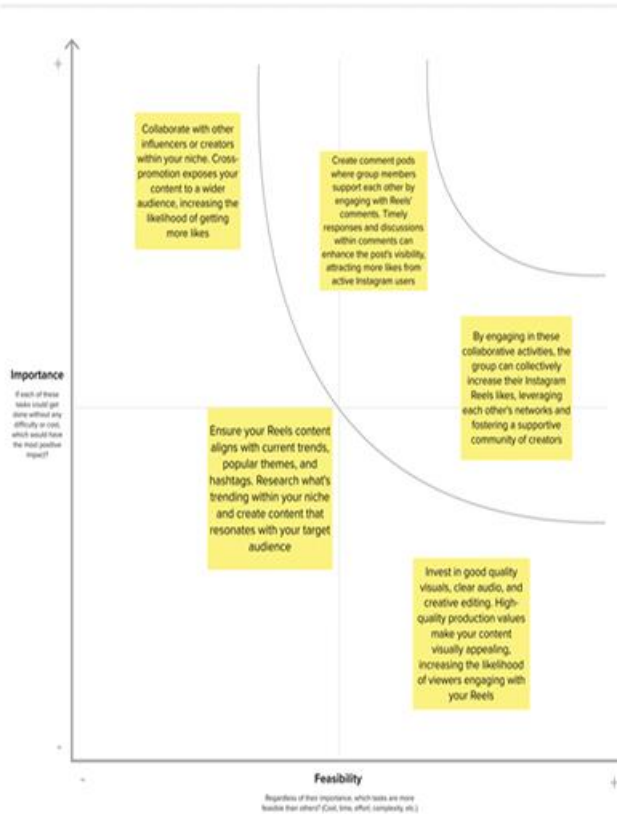 +
Collaborate with other
influencers or creators
within your niche. Cross-
promotion exposes your
content to a wider
audience, increasing the
likelihood of getting
more likes
Create comment pods
where group members
support each other by
engaging with Reels'
comments. Timely
responses and discussions
within comments can
enhance the post's visibility,
attracting more likes from
active Instagram users
By engaging in these
collaborative activities, the
group can collectively
increase their Instagram
Reels likes, leveraging
each other's networks and
fostering a supportive
community of creators
Importance
If each of these
tasks could get
done without any
difficulty or cost,
which would have
the most positive
impact?
Ensure your Reels content
aligns with current trends,
popular themes, and
hashtags. Research what's
trending within your niche
and create content that
resonates with your target
audience
Invest in good quality
visuals, clear audio, and
creative editing. High-
quality production values
make your content
visually appealing,
increasing the likelihood
of viewers engaging with
your Reels
-
-
Feasibility
+
Regardless of their importance, which tasks are more
feasible than others? (Cost, time, effort, complexity, etc.)